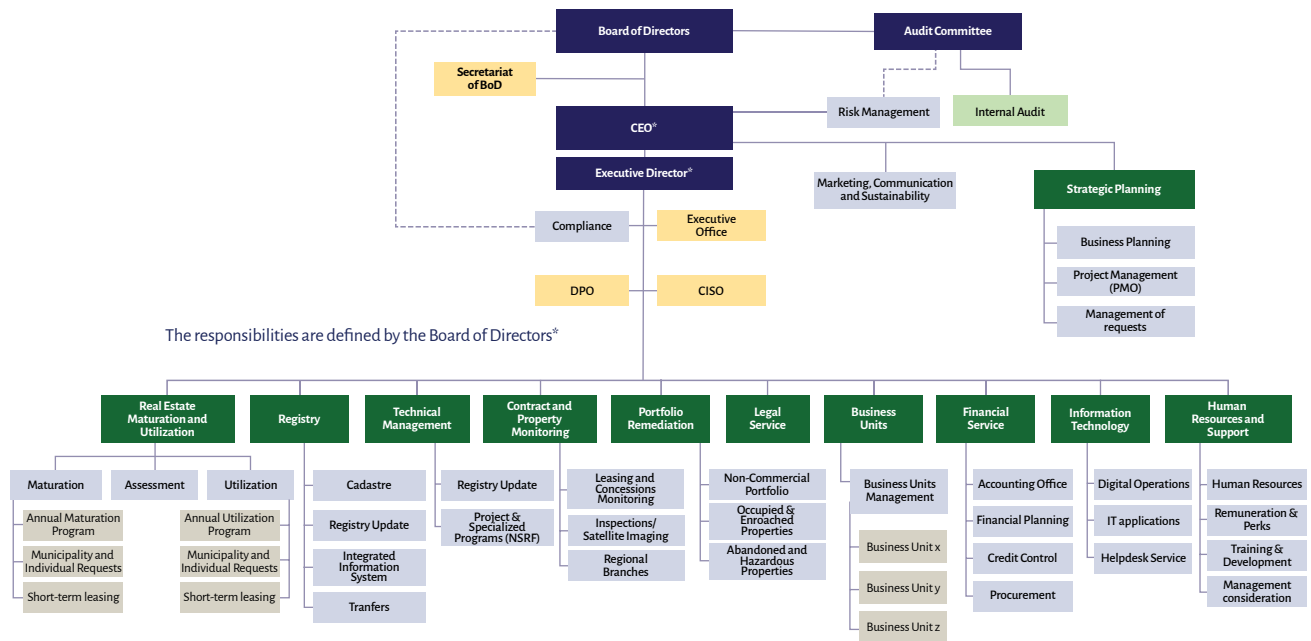 Board of Directors
Audit Committee
Secretariat
of BoD
Risk Management
Internal Audit
CEO*
Executive Director*
Marketing, Communication
and Sustainability
Strategic Planning
Compliance
Executive
Office
Business Planning
Project Management
(PMO)
Management of
requests
DPO
CISO
The responsibilities are defined by the Board of Directors*
Real Estate
Maturation and
Utilization
Registry
Technical
Management
Contract and
Property
Monitoring
Portfolio
Remediation
Legal
Service
Business
Units
Financial
Service
Information
Technology
Human
Resources and
Support
Maturation
Assessment
Utilization
Annual Maturation
Program
Municipality and
Individual Requests
Short-term leasing
Annual Utilization
Program
Municipality and
Individual Requests
Short-term leasing
Cadastre
Registry Update
Integrated
Information
System
Tranfers
Registry Update
Project &
Specialized
Programs (NSRF)
Leasing and
Concessions
Monitoring
Inspections/
Satellite Imaging
Regional
Branches
Non-Commercial
Portfolio
Occupied &
Enroached
Properties
Abandoned and
Hazardous
Properties
Business Units
Management
Business Unit x
Business Unit y
Business Unit z
Accounting Office
Financial Planning
Credit Control
Procurement
Digital Operations
IT applications
Helpdesk Service
Human Resources
Remuneration &
Perks
Training &
Development
Management
consideration